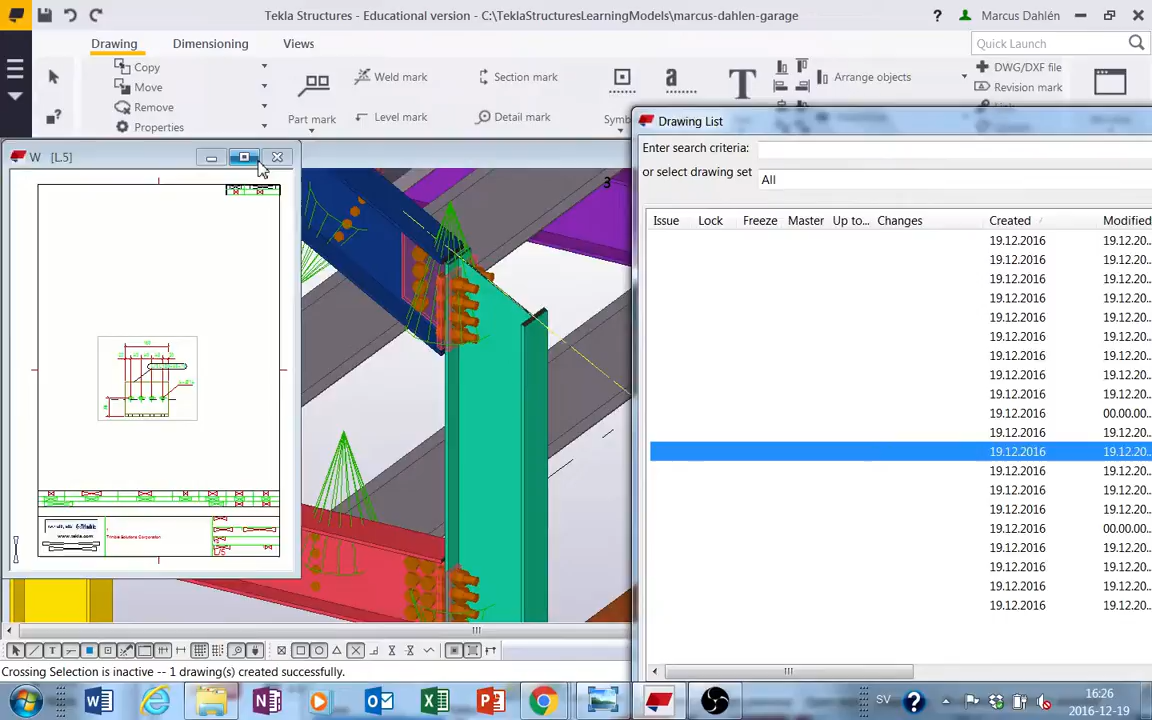 Tekla Structures - Educational version - C:\TeklaStructuresLearningModels\marcus-dahlen-garage
? Marcus Dahlén
Drawing Dimensioning Views
Quick Launch
Copy
Move
Remove
Properties
Part mark
Weld mark
Level mark
Section mark
Detail mark
Symb
a
T
Arrange objects
DWG/DXF file
Revision mark
W [L.5]
www.tekla.com
Trimble Solutions Corporation
3
Drawing List
Enter search criteria:
or select drawing set All
Issue Lock Freeze Master Up to... Changes Created Modified
19.12.2016 19.12.20..
19.12.2016 19.12.20..
19.12.2016 19.12.20..
19.12.2016 19.12.20..
19.12.2016 19.12.20..
19.12.2016 19.12.20..
19.12.2016 19.12.20..
19.12.2016 19.12.20..
19.12.2016 19.12.20..
19.12.2016 00.00.00..
19.12.2016 19.12.20..
19.12.2016 19.12.20..
19.12.2016 19.12.20..
19.12.2016 19.12.20..
19.12.2016 19.12.20..
19.12.2016 00.00.00..
19.12.2016 19.12.20..
19.12.2016 19.12.20..
19.12.2016 19.12.20..
19.12.2016 19.12.20..
Crossing Selection is inactive -- 1 drawing(s) created successfully.
SV
16:26
2016-12-19